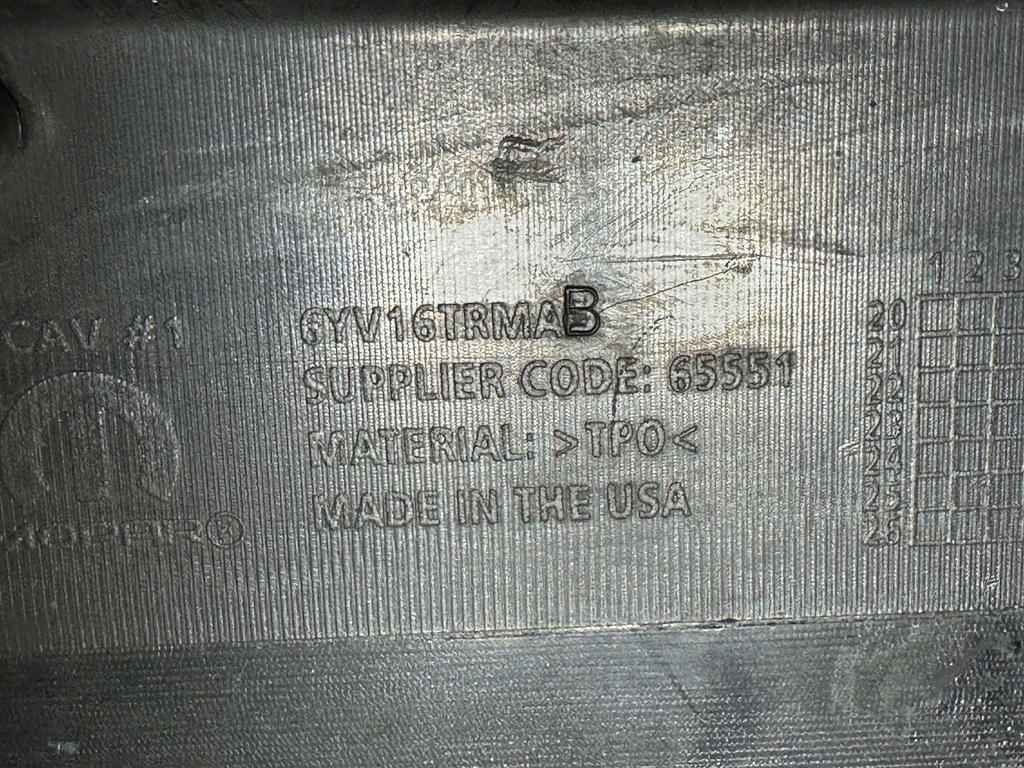 CAV #1
MOPAR®
6YV16TRMAB
SUPPLIER CODE: 65551
MATERIAL: >TPO<
MADE IN THE USA
1 2 3
20
21
22
23
24
25
26